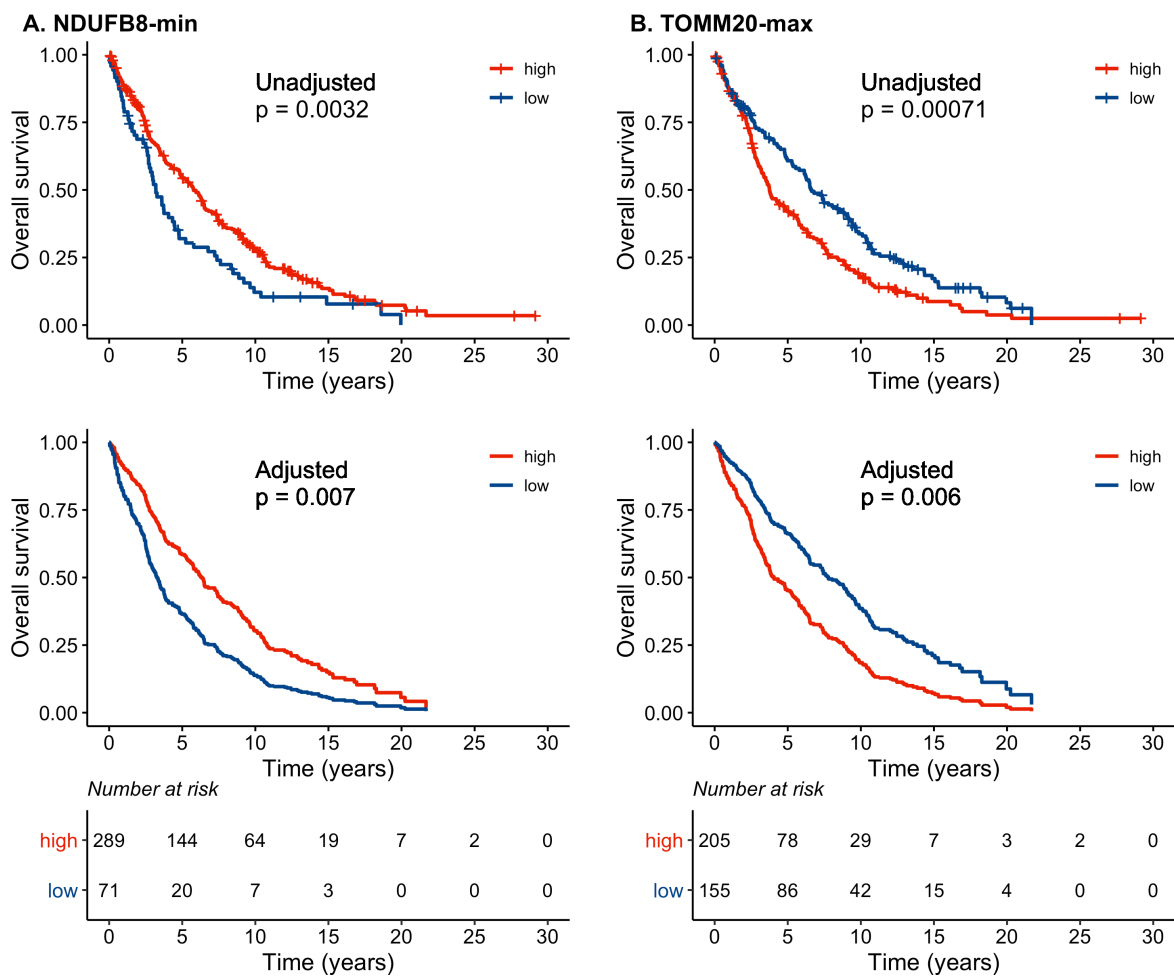 A. NDUFB8-min
Overall survival
1.00
0.75
0.50
0.25
0.00
Unadjusted
p = 0.0032
high
low
0 5 10 15 20 25 30
Time (years)
B. TOMM20-max
Overall survival
1.00
0.75
0.50
0.25
0.00
Unadjusted
p = 0.00071
high
low
0 5 10 15 20 25 30
Time (years)
Overall survival
1.00
0.75
0.50
0.25
0.00
Adjusted
p = 0.007
high
low
0 5 10 15 20 25 30
Time (years)
Overall survival
1.00
0.75
0.50
0.25
0.00
Adjusted
p = 0.006
high
low
0 5 10 15 20 25 30
Time (years)
Number at risk
high 289 144 64 19 7 2 0
low 71 20 7 3 0 0 0
0 5 10 15 20 25 30
Time (years)
Number at risk
high 205 78 29 7 3 2 0
low 155 86 42 15 4 0 0
0 5 10 15 20 25 30
Time (years)